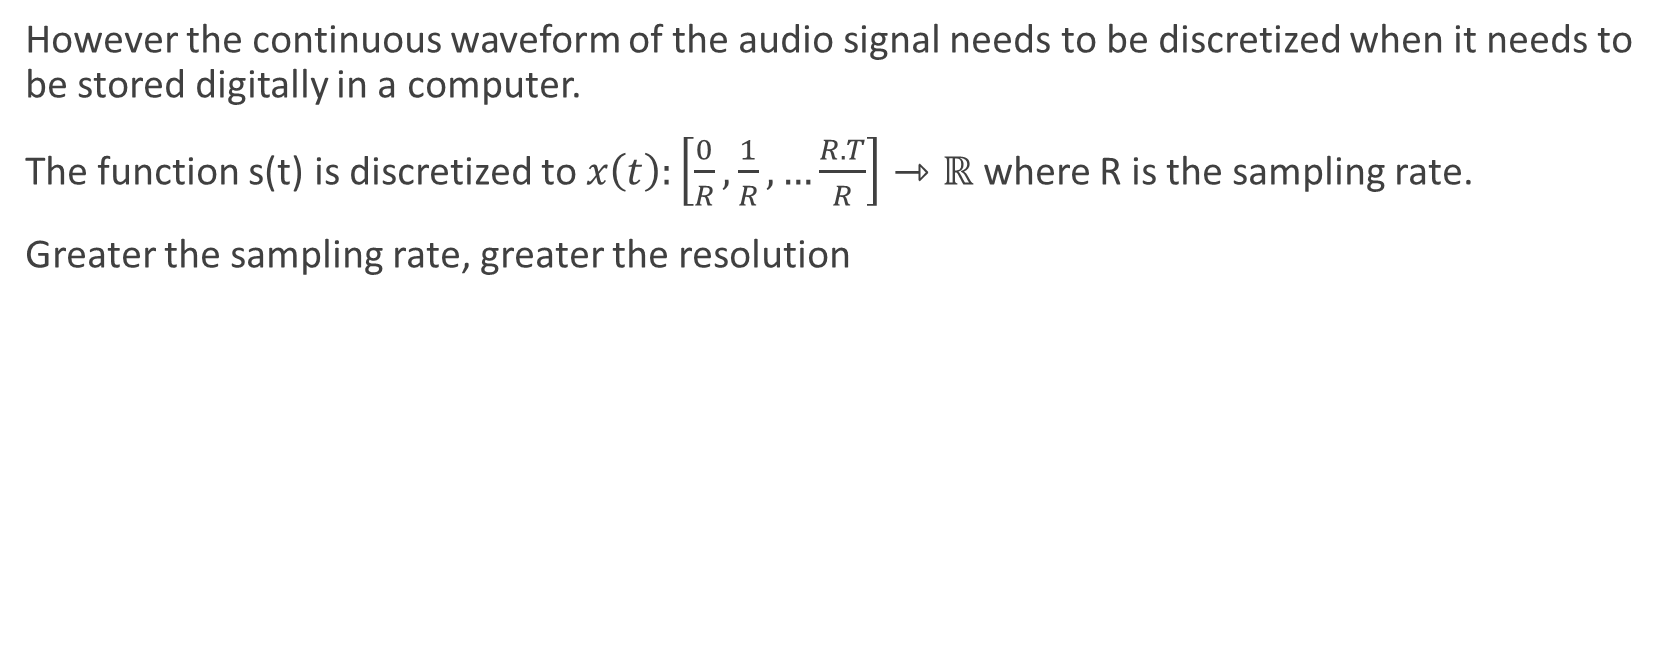 However the continuous waveform of the audio signal needs to be discretized when it needs to
be stored digitally in a computer.
The function s(t) is discretized to x(t): [0/R, 1/R, ... R.T/R] → ℝ where R is the sampling rate.
Greater the sampling rate, greater the resolution